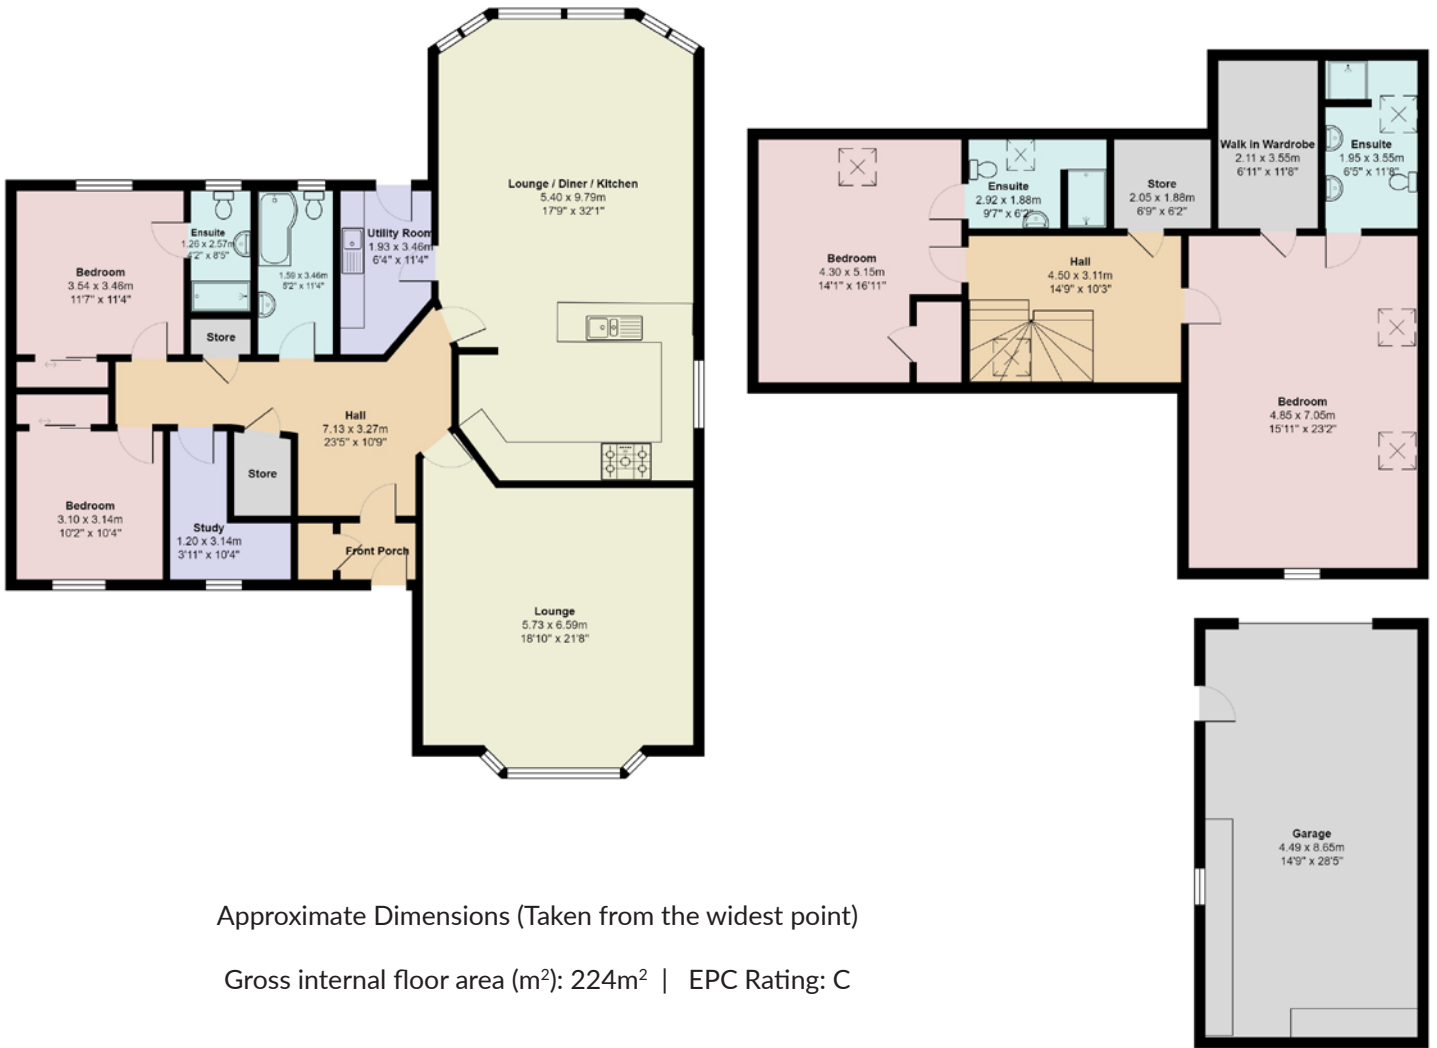 Lounge / Diner / Kitchen
5.40 x 9.79m
17'9" x 32'1"
Bedroom
3.54 x 3.46m
11'7" x 11'4"
Ensuite
1.26 x 2.57m
4'2" x 8'5"
1.59 x 3.46m
5'2" x 11'4"
Utility Room
1.93 x 3.46m
6'4" x 11'4"
Store
Hall
7.13 x 3.27m
23'5" x 10'9"
Store
Bedroom
3.10 x 3.14m
10'2" x 10'4"
Study
1.20 x 3.14m
3'11" x 10'4"
Front Porch
Lounge
5.73 x 6.59m
18'10" x 21'8"
Bedroom
4.30 x 5.15m
14'1" x 16'11"
Ensuite
2.92 x 1.88m
9'7" x 6'2"
Store
2.05 x 1.88m
6'9" x 6'2"
Walk in Wardrobe
2.11 x 3.55m
6'11" x 11'8"
Ensuite
1.95 x 3.55m
6'5" x 11'8"
Hall
4.50 x 3.11m
14'9" x 10'3"
Bedroom
4.85 x 7.05m
15'11" x 23'2"
Garage
4.49 x 8.65m
14'9" x 28'5"
Approximate Dimensions (Taken from the widest point)
Gross internal floor area (m²): 224m² | EPC Rating: C